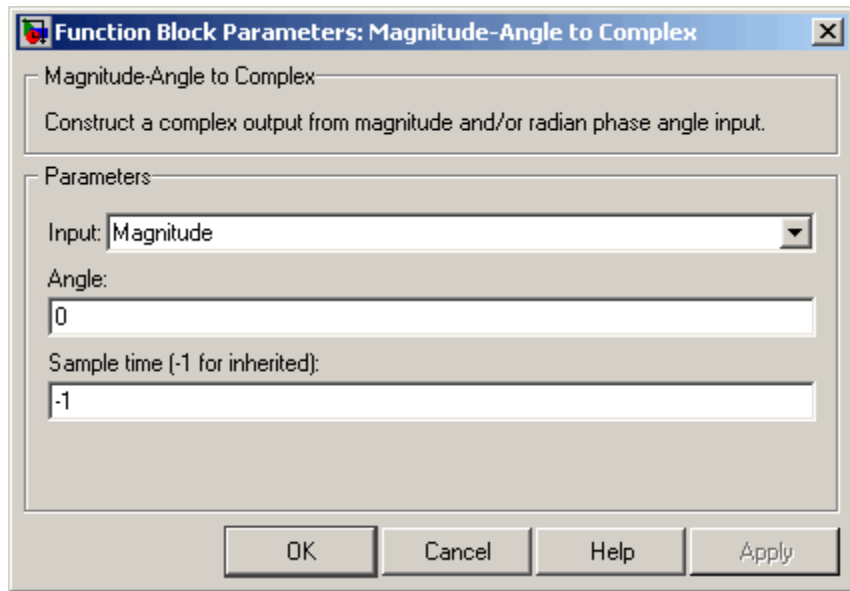 Function Block Parameters: Magnitude-Angle to Complex
Magnitude-Angle to Complex
Construct a complex output from magnitude and/or radian phase angle input.
Parameters
Input: Magnitude
Angle:
0
Sample time (-1 for inherited):
-1
OK Cancel Help Apply